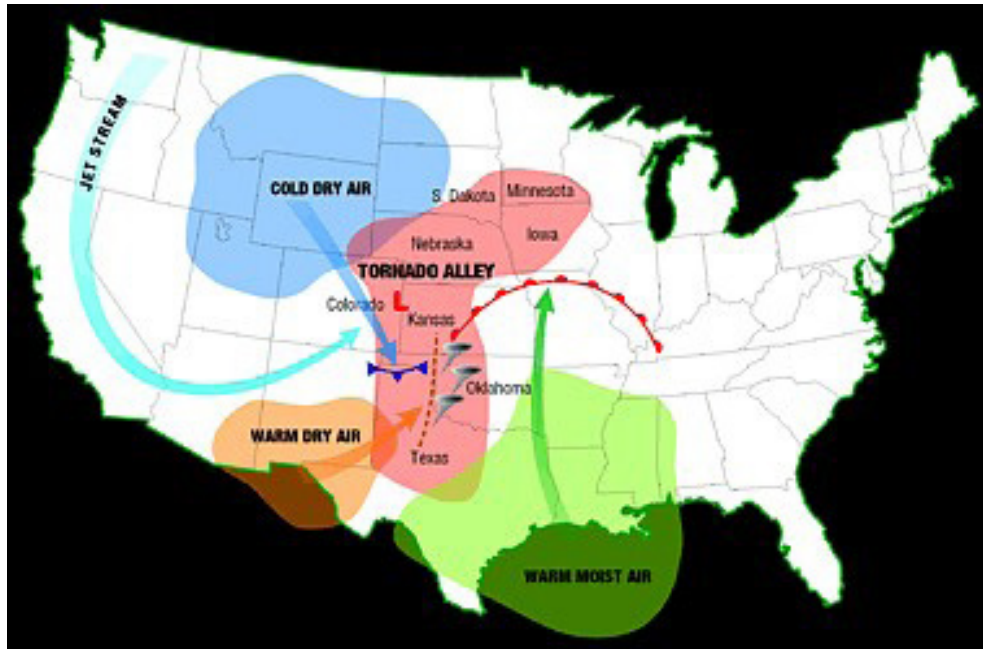 JET STREAM
COLD DRY AIR
S. Dakota
Minnesota
Nebraska
Iowa
TORNADO ALLEY
Colorado
L
Kansas
Oklahoma
WARM DRY AIR
Texas
WARM MOIST AIR